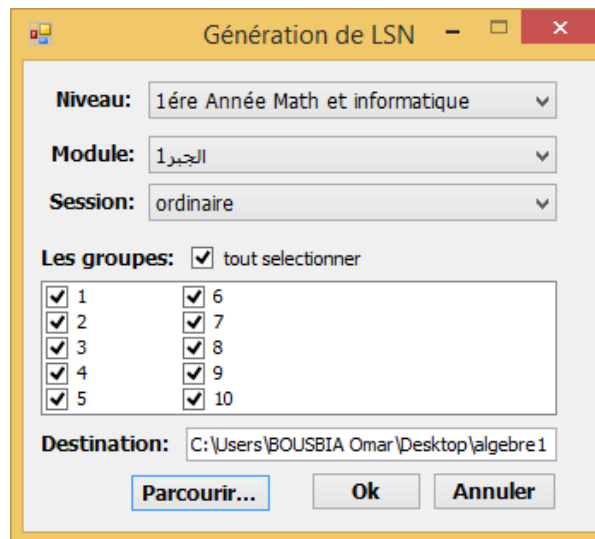 Génération de LSN
Niveau: 1ére Année Math et informatique
Module: الجبر1
Session: ordinaire
Les groupes: tout selectionner
1 6
2 7
3 8
4 9
5 10
Destination: C:\Users\BOUSBIA Omar\Desktop\algebre1
Parcourir... Ok Annuler